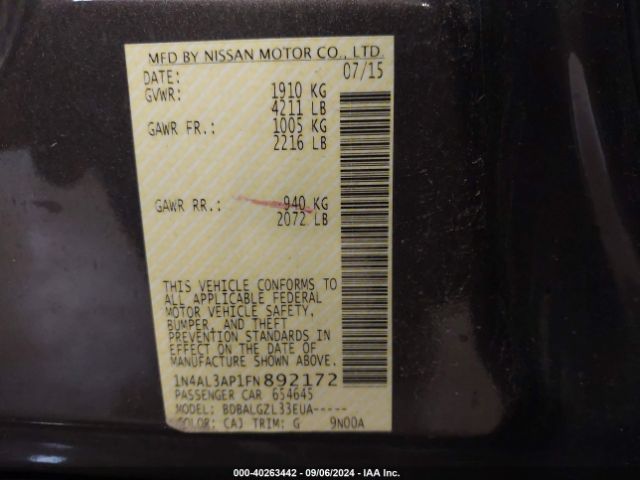 MFD BY NISSAN MOTOR CO., LTD.
DATE: 07/15
GVWR: 1910 KG
4211 LB
GAWR FR.: 1005 KG
2216 LB
GAWR RR.: 940 KG
2072 LB
THIS VEHICLE CONFORMS TO
ALL APPLICABLE FEDERAL
MOTOR VEHICLE SAFETY,
BUMPER, AND THEFT
PREVENTION STANDARDS IN
EFFECT ON THE DATE OF
MANUFACTURE SHOWN ABOVE.
1N4AL3AP1FN892172
PASSENGER CAR 654645
MODEL: BDBALGZL33EUA-----
COLOR: CAJ TRIM: G 9N00A
000-40263442 - 09/06/2024 - IAA Inc.